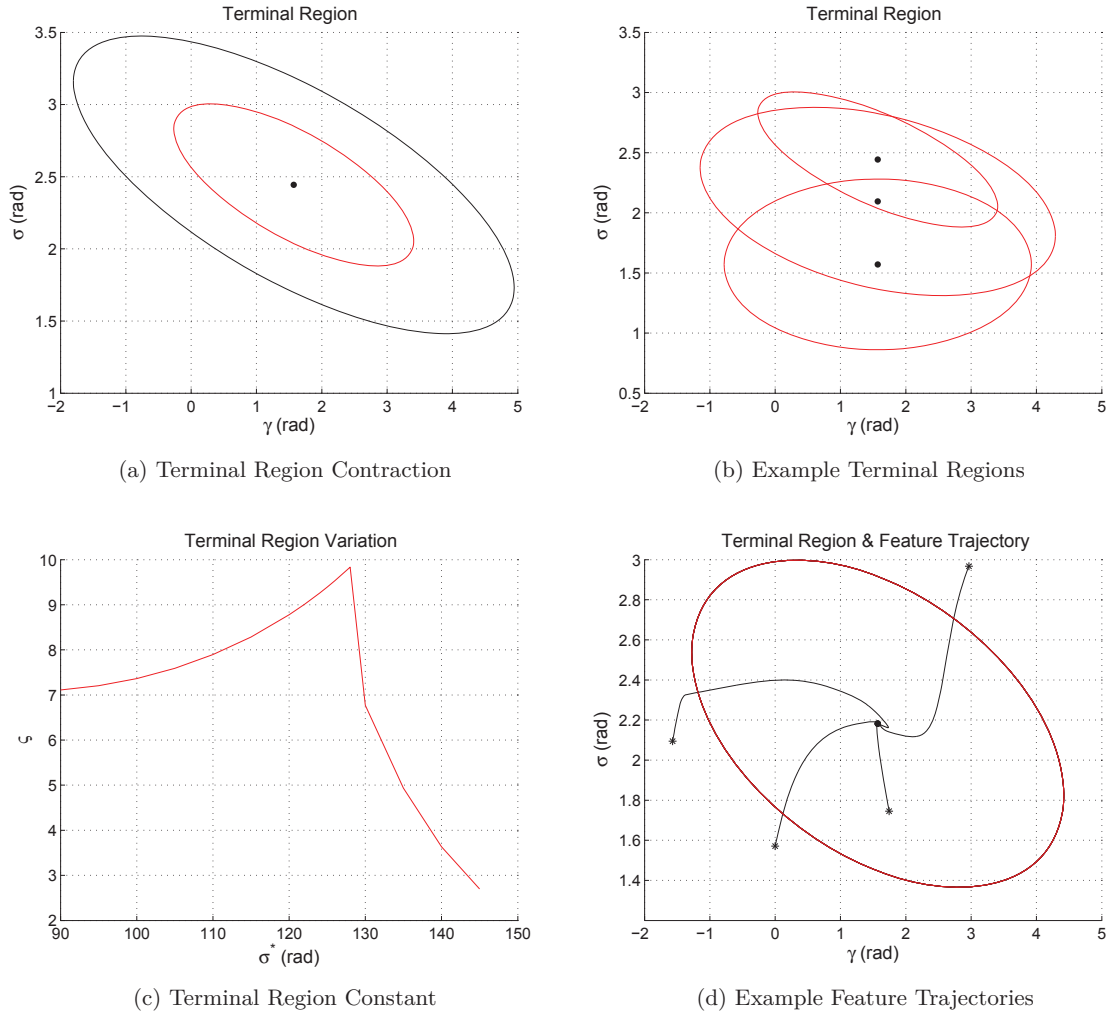 Terminal Region
3.5
3
2.5
2
1.5
1
σ (rad)
−2 −1 0 1 2 3 4 5
γ (rad)
(a) Terminal Region Contraction
Terminal Region
3.5
3
2.5
2
1.5
1
0.5
σ (rad)
−2 −1 0 1 2 3 4 5
γ (rad)
(b) Example Terminal Regions
Terminal Region Variation
10
9
8
7
6
5
4
3
2
ς
90 100 110 120 130 140 150
σ* (rad)
(c) Terminal Region Constant
Terminal Region & Feature Trajectory
3
2.8
2.6
2.4
2.2
2
1.8
1.6
1.4
σ (rad)
−2 −1 0 1 2 3 4 5
γ (rad)
(d) Example Feature Trajectories